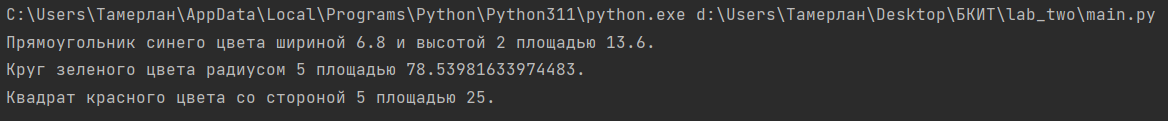 C:\Users\Тамерлан\AppData\Local\Programs\Python\Python311\python.exe d:\Users\Тамерлан\Desktop\БКИТ\lab_two\main.py
Прямоугольник синего цвета шириной 6.8 и высотой 2 площадью 13.6.
Круг зеленого цвета радиусом 5 площадью 78.53981633974483.
Квадрат красного цвета со стороной 5 площадью 25.